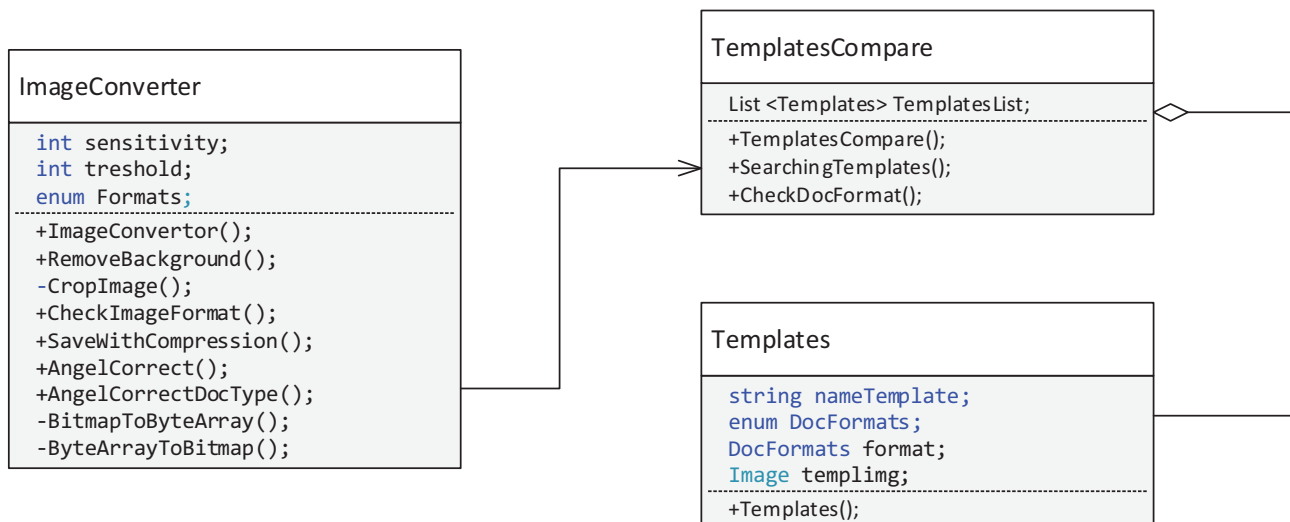 ImageConverter
int sensitivity;
int treshold;
enum Formats;
+ImageConvertor();
+RemoveBackground();
-CropImage();
+CheckImageFormat();
+SaveWithCompression();
+AngelCorrect();
+AngelCorrectDocType();
-BitmapToByteArray();
-ByteArrayToBitmap();
TemplatesCompare
List <Templates> TemplatesList;
+TemplatesCompare();
+SearchingTemplates();
+CheckDocFormat();
Templates
string nameTemplate;
enum DocFormats;
DocFormats format;
Image templimg;
+Templates();